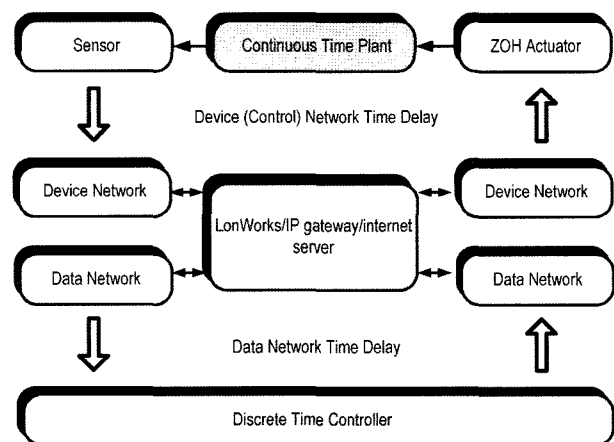 Sensor
Continuous Time Plant
ZOH Actuator
Device (Control) Network Time Delay
Device Network
LonWorks/IP gateway/internet
server
Device Network
Data Network
Data Network
Data Network Time Delay
Discrete Time Controller